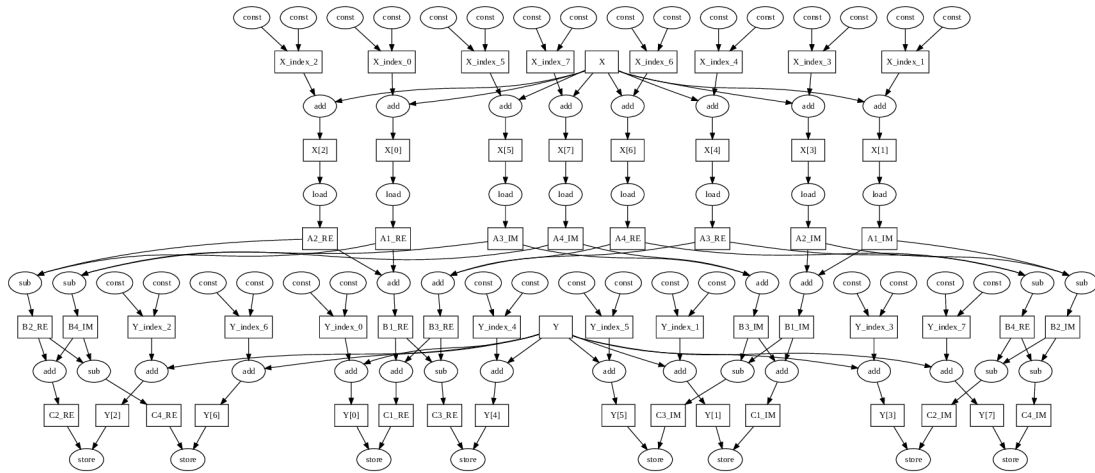 const const const const const const const const const const const const const const const const
X_index_2 X_index_0 X_index_5 X_index_7 X X_index_6 X_index_4 X_index_3 X_index_1
add add add add add add add add
X[2] X[0] X[5] X[7] X[6] X[4] X[3] X[1]
load load load load load load load load
A2_RE A1_RE A3_IM A4_IM A4_RE A3_RE A2_IM A1_IM
sub sub const const const const const const add add const const const const const const add add const const const const sub sub
B2_RE B4_IM Y_index_2 Y_index_6 Y_index_0 B1_RE B3_RE Y_index_4 Y Y_index_5 Y_index_1 B3_IM B1_IM Y_index_3 Y_index_7 B4_RE B2_IM
add sub add add add add sub add add add sub add add add sub sub
C2_RE Y[2] C4_RE Y[6] Y[0] C1_RE C3_RE Y[4] Y[5] C3_IM Y[1] C1_IM Y[3] C2_IM Y[7] C4_IM
store store store store store store store store